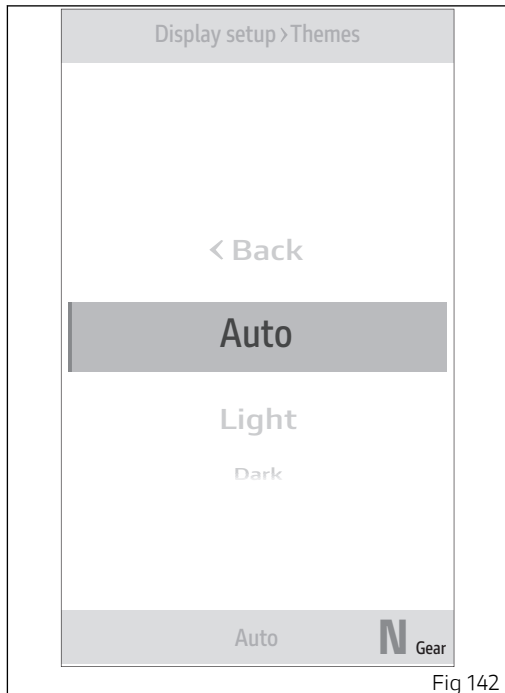 Display setup › Themes
< Back
Auto
Light
Dark
Auto N Gear
Fig 142